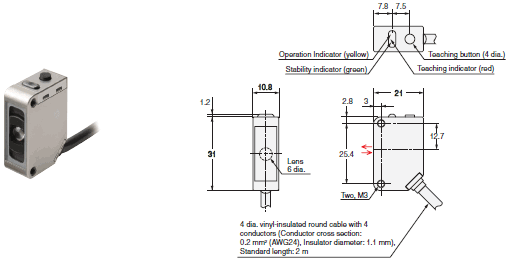 7.8 7.5
Operation Indicator (yellow)
Teaching button (4 dia.)
Stability indicator (green)
Teaching indicator (red)
10.8
21
1.2
2.8 3
31
25.4
12.7
Lens
6 dia.
Two, M3
4 dia. vinyl-insulated round cable with 4
conductors (Conductor cross section:
0.2 mm² (AWG24), Insulator diameter: 1.1 mm),
Standard length: 2 m